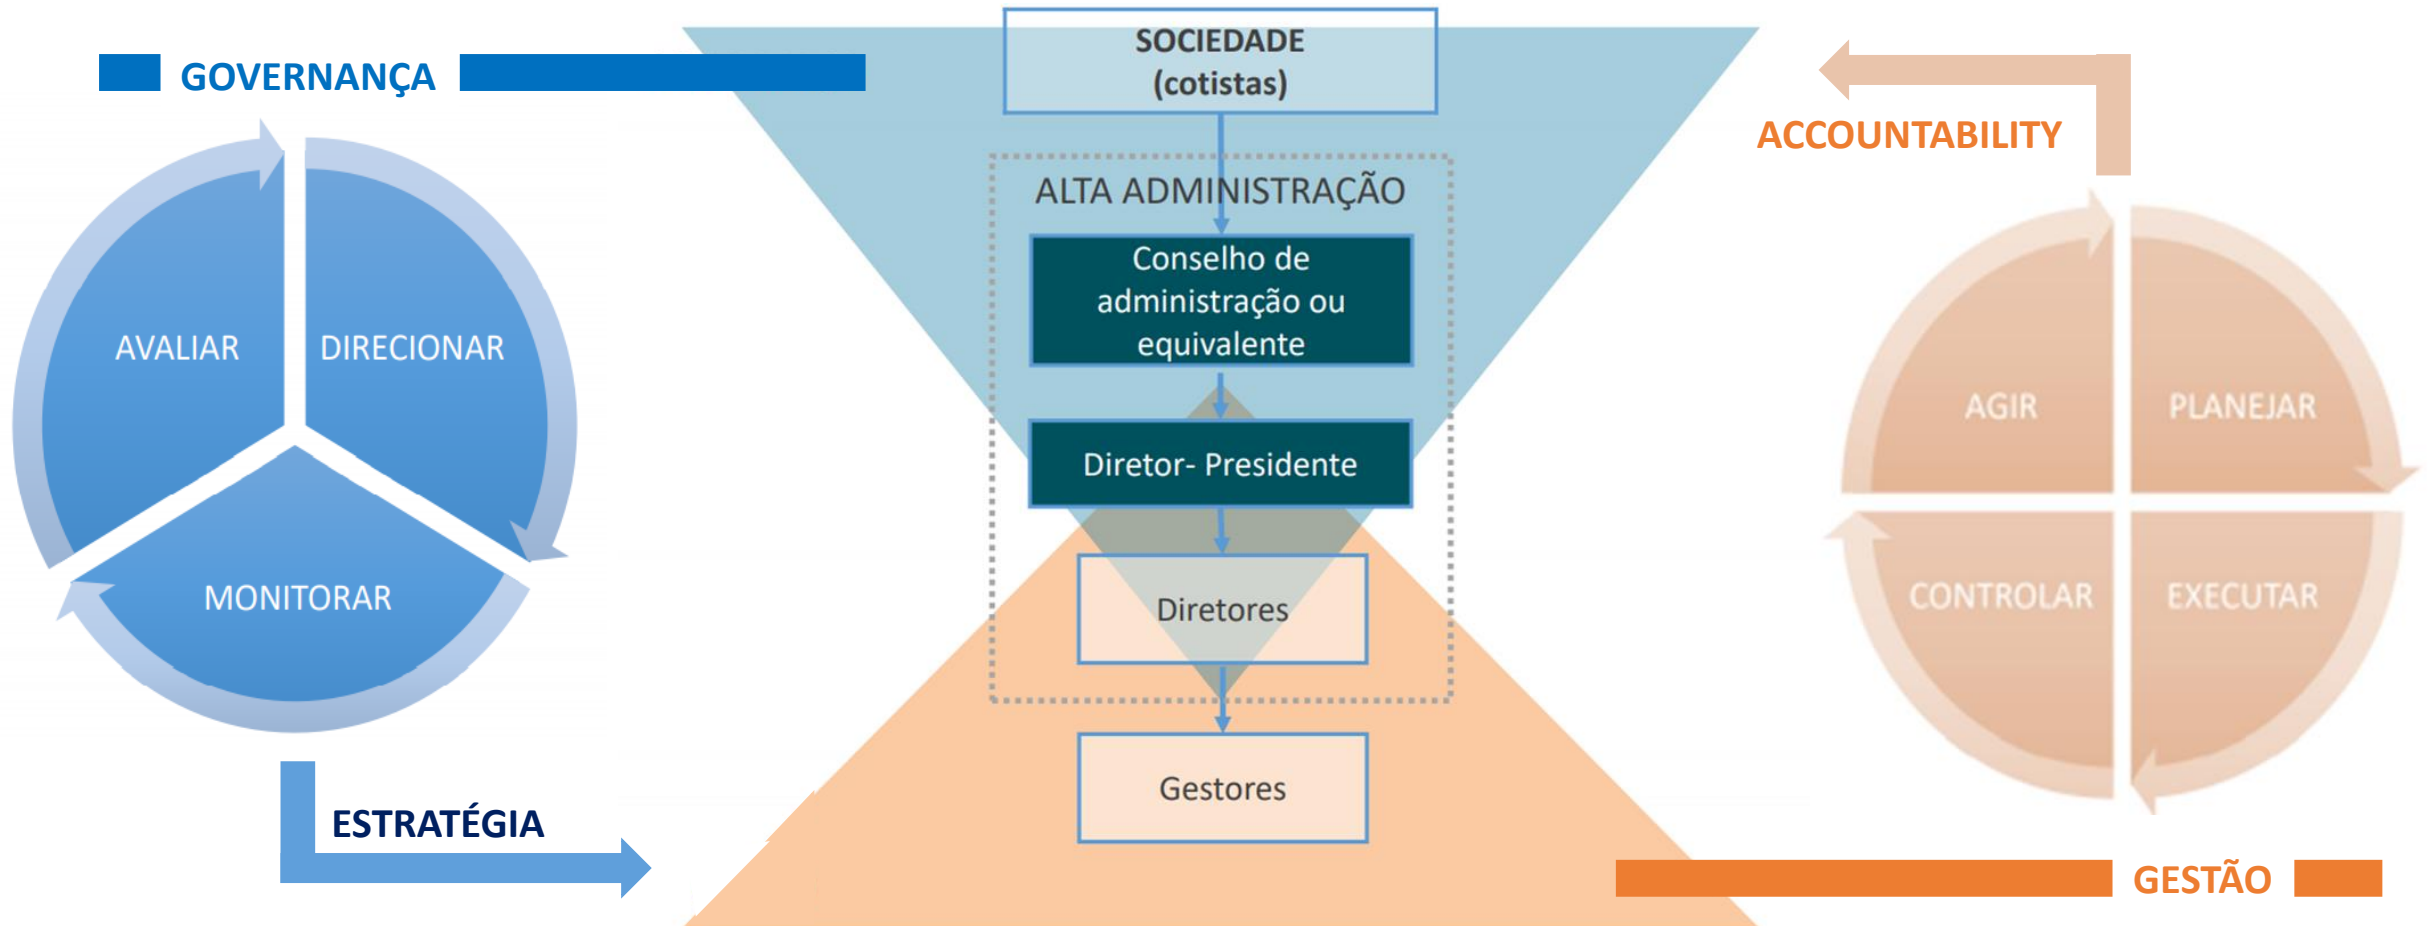 GOVERNANÇA
AVALIAR
DIRECIONAR
MONITORAR
ESTRATÉGIA
SOCIEDADE
(cotistas)
ALTA ADMINISTRAÇÃO
Conselho de
administração ou
equivalente
Diretor- Presidente
Diretores
Gestores
ACCOUNTABILITY
AGIR
PLANEJAR
CONTROLAR
EXECUTAR
GESTÃO